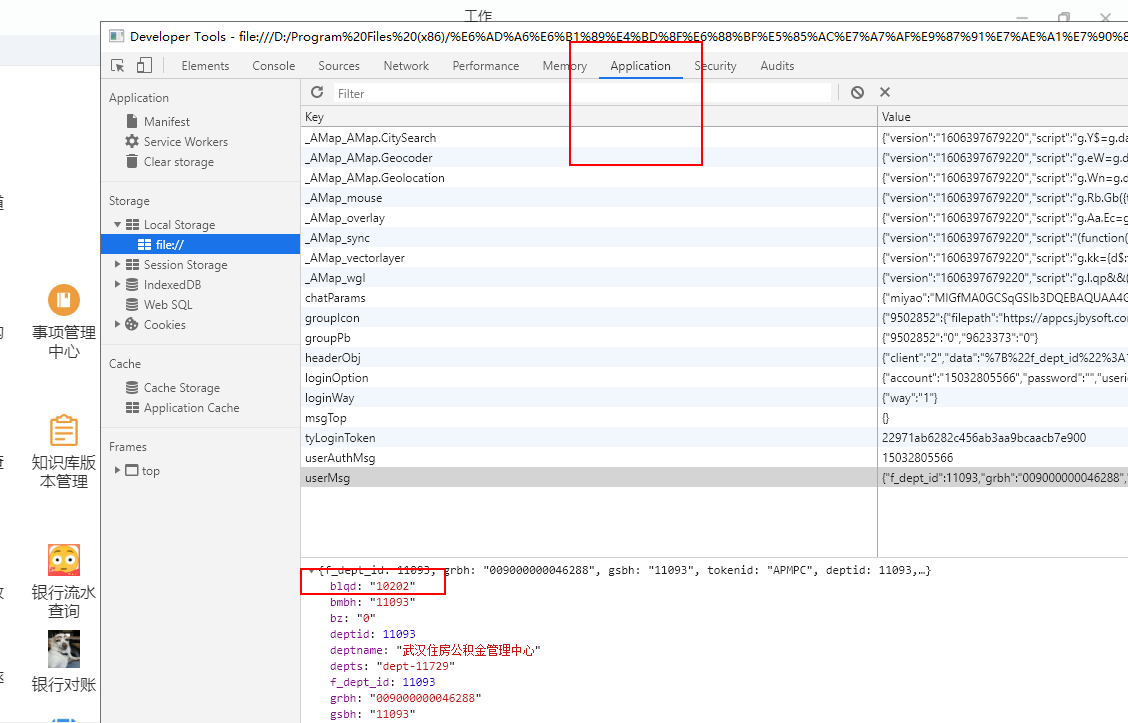 工作
Developer Tools - file:///D:/Program%20Files%20(x86)/%E6%AD%A6%E6%B1%89%E4%BD%8F%E6%88%BF%E5%85%AC%E7%A7%AF%E9%87%91%E7%AE%A1%E7%90%8
Elements Console Sources Network Performance Memory Application Security Audits
Application
Manifest
Service Workers
Clear storage
Storage
Local Storage
file://
Session Storage
IndexedDB
Web SQL
Cookies
Cache
Cache Storage
Application Cache
Frames
top
事项管理
中心
知识库版
本管理
银行流水
查询
银行对账
Filter
Key Value
_AMap_AMap.CitySearch {"version":"1606397679220","script":"g.Y$=g.da
_AMap_AMap.Geocoder {"version":"1606397679220","script":"g.eW=g.d
_AMap_AMap.Geolocation {"version":"1606397679220","script":"g.Wn=g.d
_AMap_mouse {"version":"1606397679220","script":"g.Rb.Gb({
_AMap_overlay {"version":"1606397679220","script":"g.Aa.Ec=g
_AMap_sync {"version":"1606397679220","script":"(function(
_AMap_vectorlayer {"version":"1606397679220","script":"g.kk={d$:
_AMap_wgl {"version":"1606397679220","script":"g.l.qp&&(
chatParams {"miyao":"MIGfMA0GCSqGSIb3DQEBAQUAA4G
groupIcon {"9502852":{"filepath":"https://appcs.jbysoft.co
groupPb {"9502852":"0","9623373":"0"}
headerObj {"client":"2","data":"%7B%22f_dept_id%22%3A
loginOption {"account":"15032805566","password":"","useri
loginWay {"way":"1"}
msgTop {}
tyLoginToken 22971ab6282c456ab3aa9bcaacb7e900
userAuthMsg 15032805566
userMsg {"f_dept_id":11093,"grbh":"009000000046288",
{f_dept_id: 11093, grbh: "009000000046288", gsbh: "11093", tokenid: "APMPC", deptid: 11093,…}
blqd: "10202"
bmbh: "11093"
bz: "0"
deptid: 11093
deptname: "武汉住房公积金管理中心"
depts: "dept-11729"
f_dept_id: 11093
grbh: "009000000046288"
gsbh: "11093"